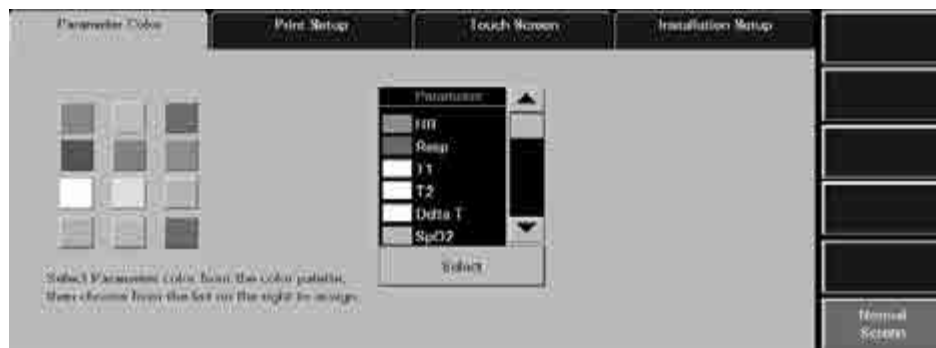 Parameter Color
Print Setup
Touch Screen
Installation Setup
Parameter
HR
Resp
T1
T2
Delta T
SpO2
Select
Select Parameter color from the color palette,
then choose from the list on the right to assign.
Normal
Screen